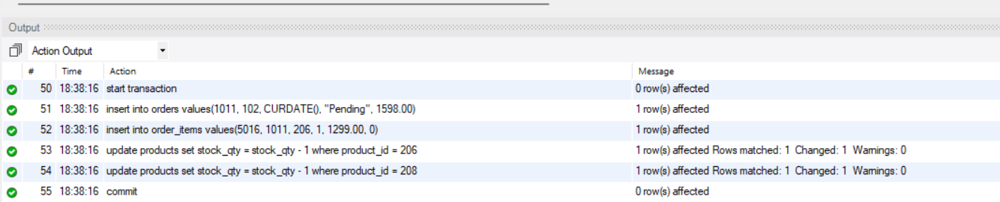 Output
Action Output
# Time Action Message
50 18:38:16 start transaction 0 row(s) affected
51 18:38:16 insert into orders values(1011, 102, CURDATE(), "Pending", 1598.00) 1 row(s) affected
52 18:38:16 insert into order_items values(5016, 1011, 206, 1, 1299.00, 0) 1 row(s) affected
53 18:38:16 update products set stock_qty = stock_qty - 1 where product_id = 206 1 row(s) affected Rows matched: 1 Changed: 1 Warnings: 0
54 18:38:16 update products set stock_qty = stock_qty - 1 where product_id = 208 1 row(s) affected Rows matched: 1 Changed: 1 Warnings: 0
55 18:38:16 commit 0 row(s) affected